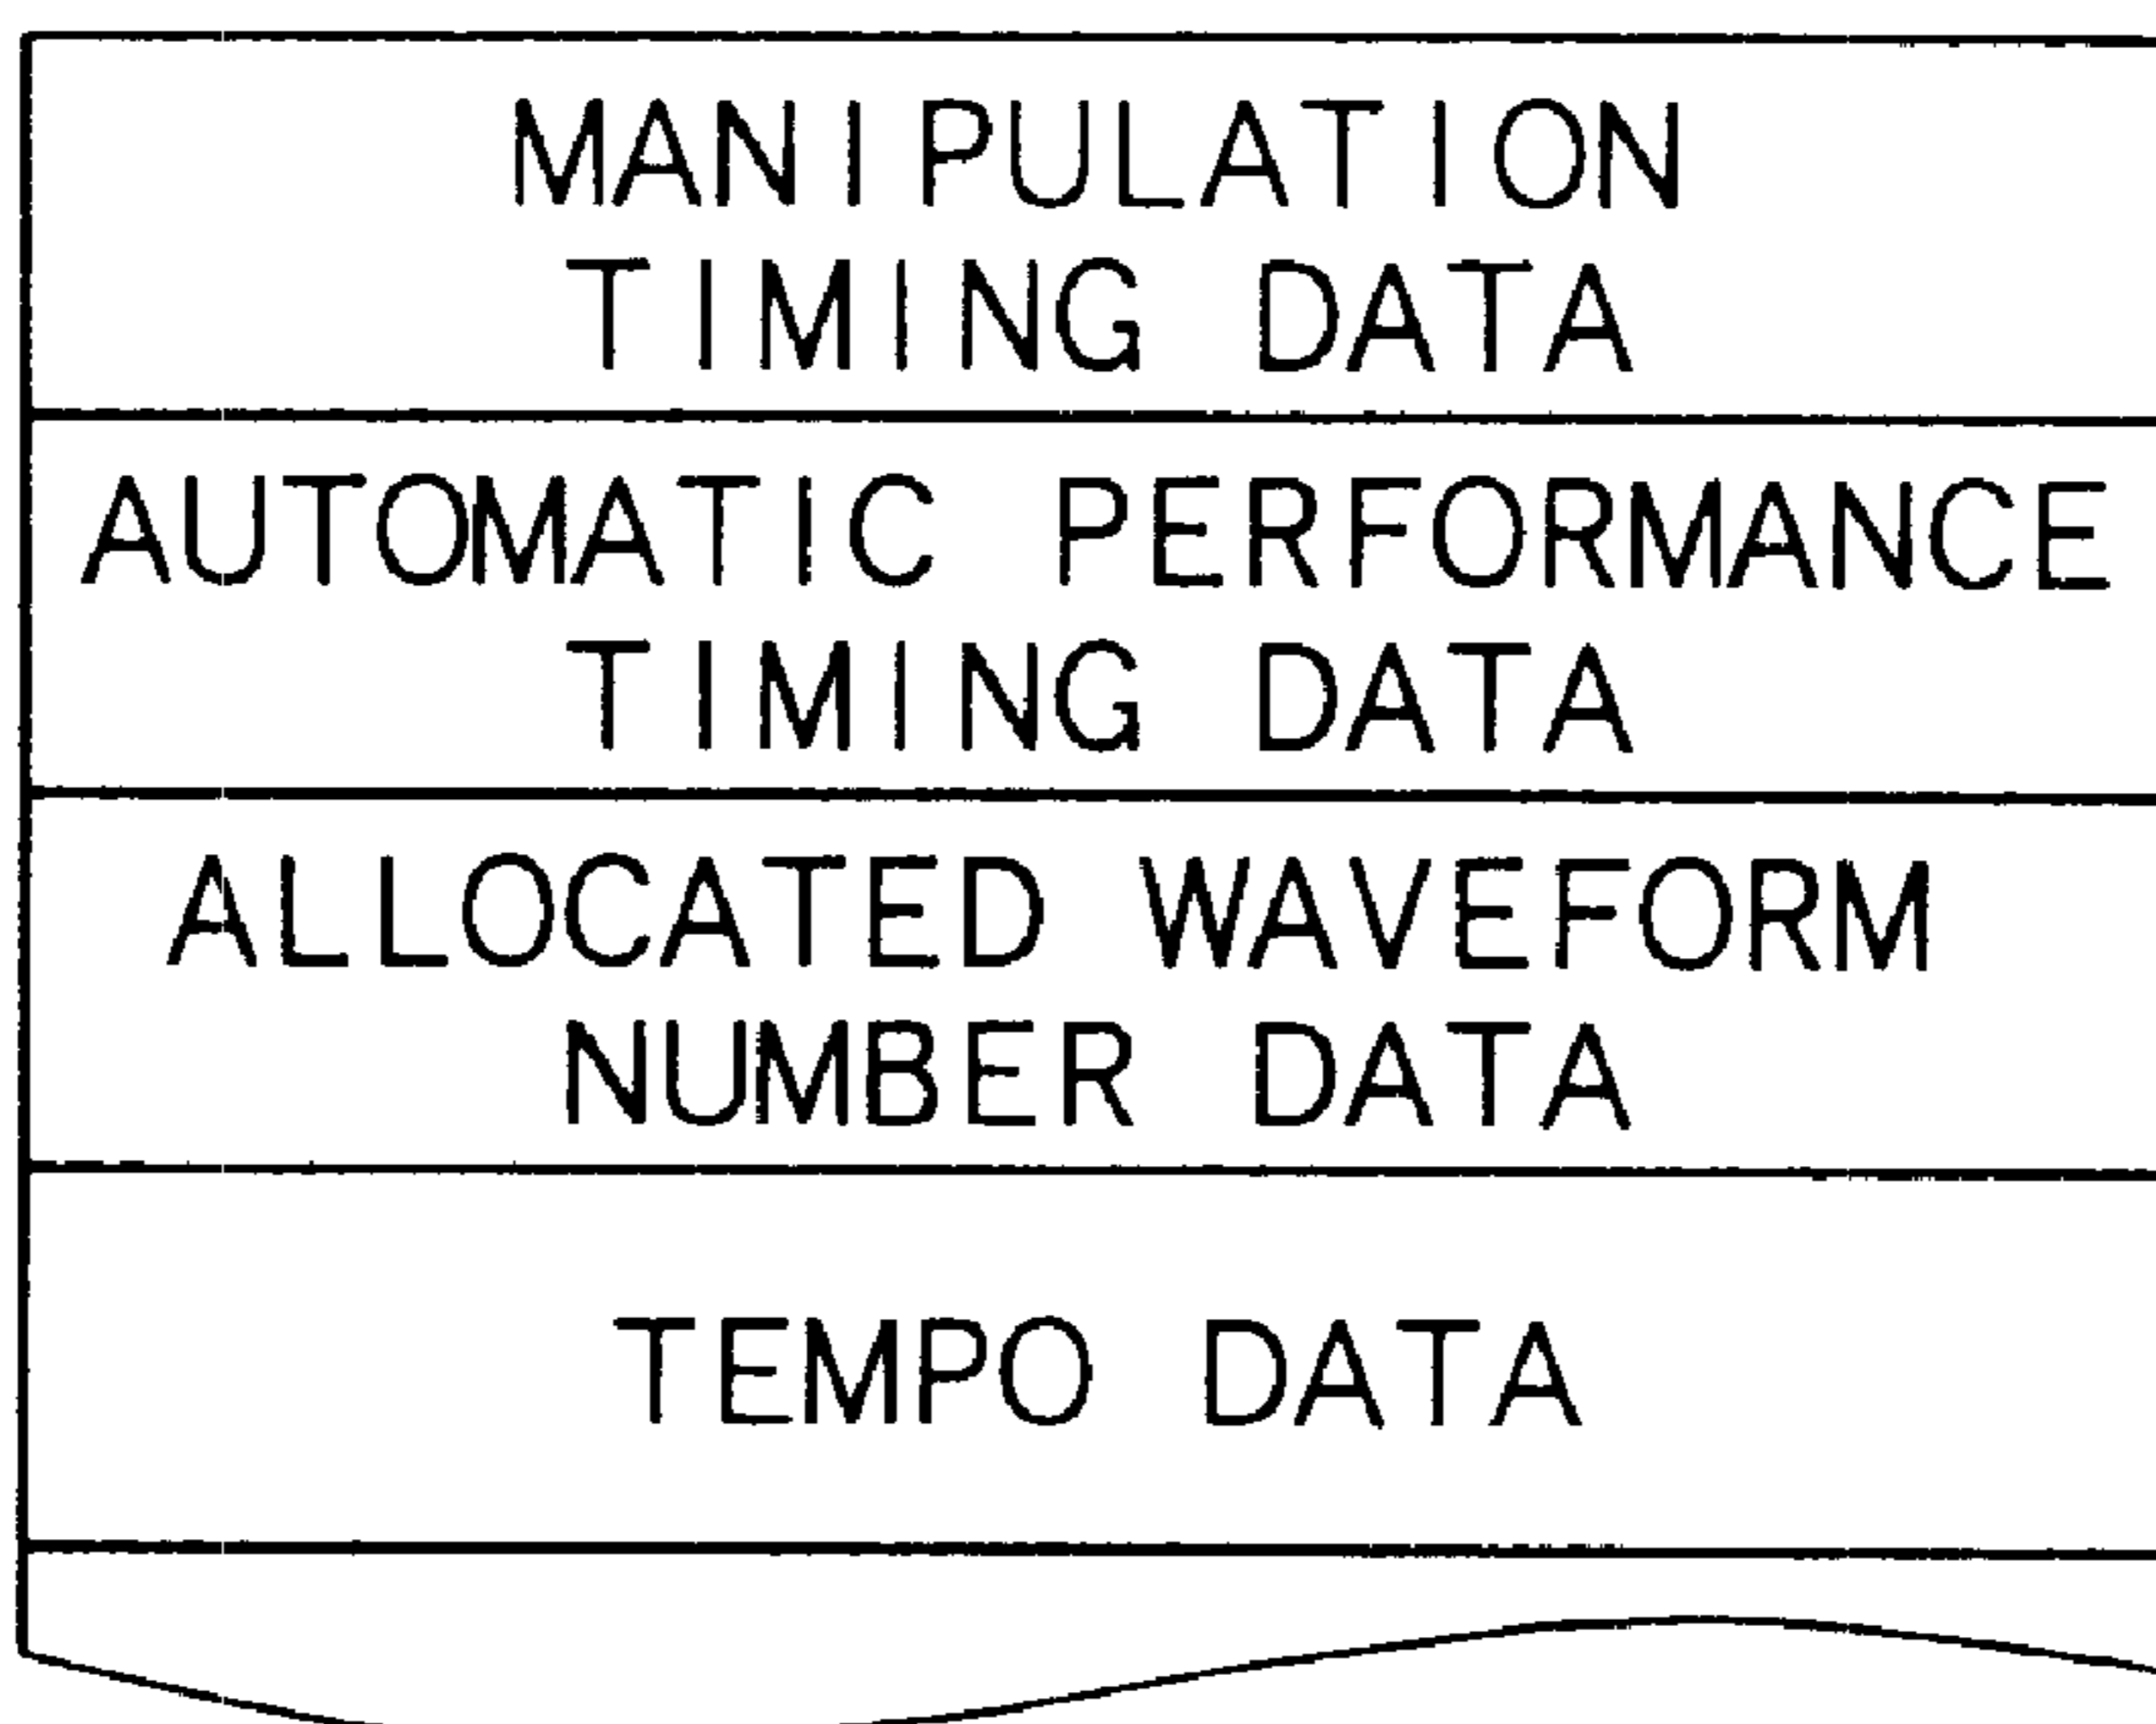 MANIPULATION
TIMING DATA
AUTOMATIC PERFORMANCE
TIMING DATA
ALLOCATED WAVEFORM
NUMBER DATA
TEMPO DATA